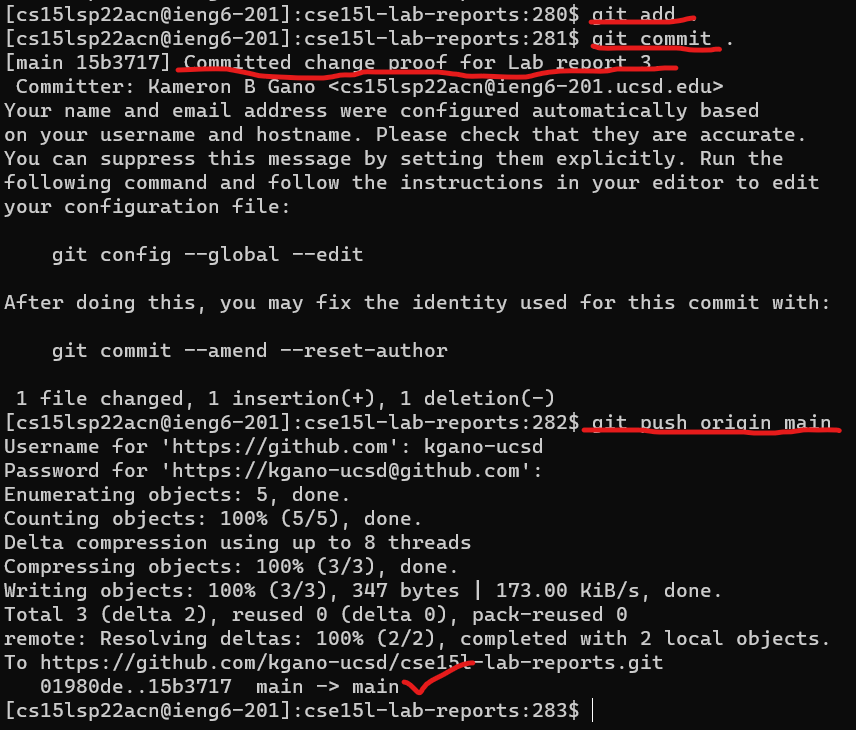 [cs15lsp22acn@ieng6-201]:cse15l-lab-reports:280$ git add .
[cs15lsp22acn@ieng6-201]:cse15l-lab-reports:281$ git commit .
[main 15b3717] Committed change proof for Lab report 3
 Committer: Kameron B Gano <cs15lsp22acn@ieng6-201.ucsd.edu>
Your name and email address were configured automatically based
on your username and hostname. Please check that they are accurate.
You can suppress this message by setting them explicitly. Run the
following command and follow the instructions in your editor to edit
your configuration file:

    git config --global --edit

After doing this, you may fix the identity used for this commit with:

    git commit --amend --reset-author

 1 file changed, 1 insertion(+), 1 deletion(-)
[cs15lsp22acn@ieng6-201]:cse15l-lab-reports:282$ git push origin main
Username for 'https://github.com': kgano-ucsd
Password for 'https://kgano-ucsd@github.com':
Enumerating objects: 5, done.
Counting objects: 100% (5/5), done.
Delta compression using up to 8 threads
Compressing objects: 100% (3/3), done.
Writing objects: 100% (3/3), 347 bytes | 173.00 KiB/s, done.
Total 3 (delta 2), reused 0 (delta 0), pack-reused 0
remote: Resolving deltas: 100% (2/2), completed with 2 local objects.
To https://github.com/kgano-ucsd/cse15l-lab-reports.git
   01980de..15b3717  main -> main
[cs15lsp22acn@ieng6-201]:cse15l-lab-reports:283$